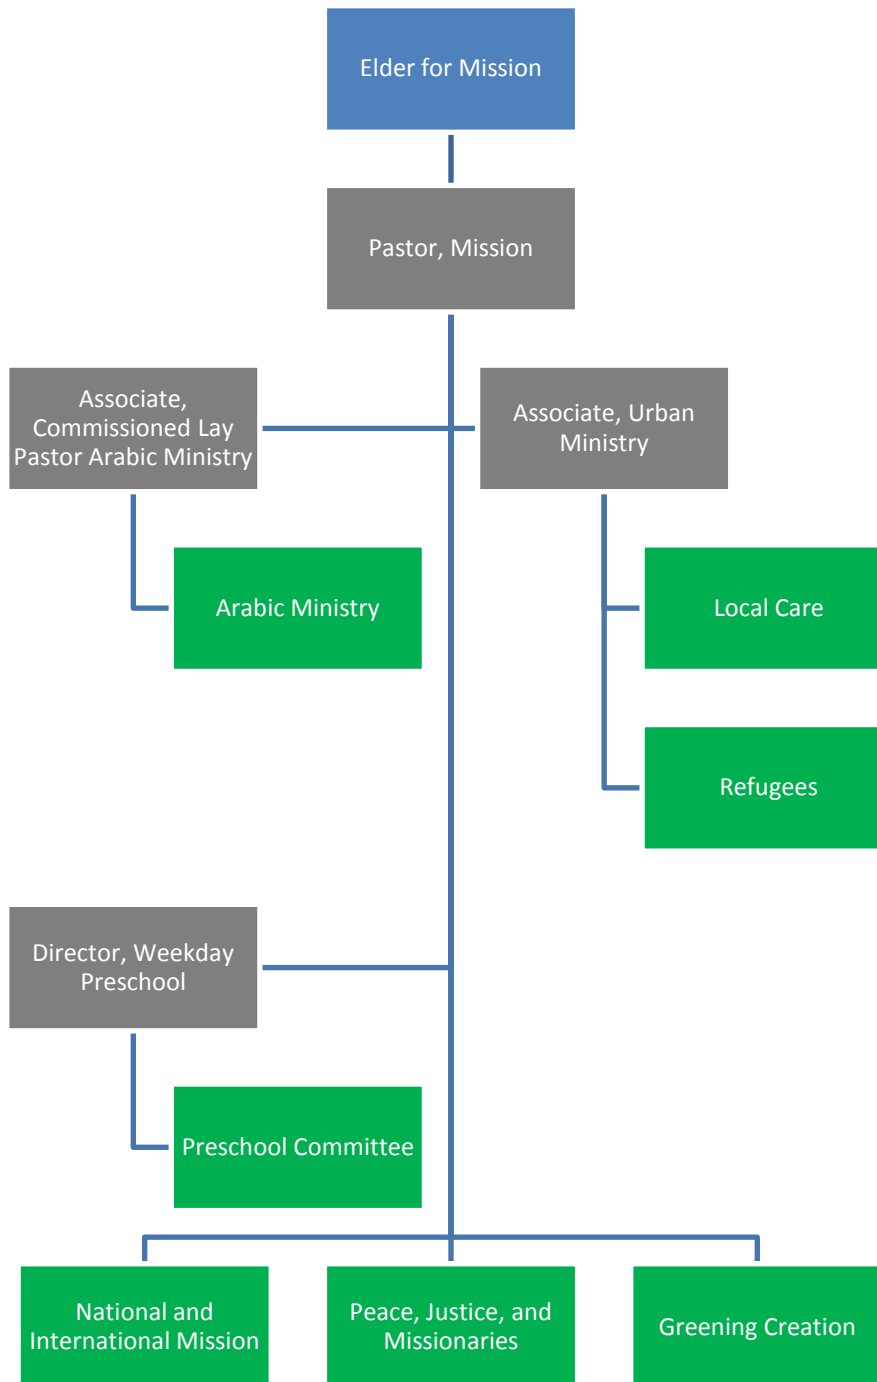 Elder for Mission
Pastor, Mission
Associate,
Commissioned Lay
Pastor Arabic Ministry
Associate, Urban
Ministry
Arabic Ministry
Local Care
Refugees
Director, Weekday
Preschool
Preschool Committee
National and
International Mission
Peace, Justice, and
Missionaries
Greening Creation